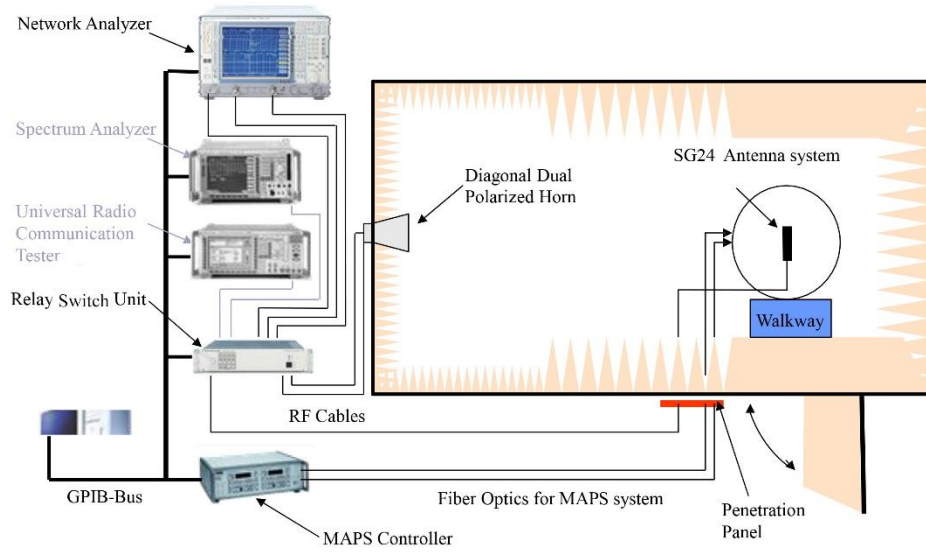 Network Analyzer
Spectrum Analyzer
Universal Radio
Communication
Tester
Relay Switch Unit
Diagonal Dual
Polarized Horn
SG24 Antenna system
Walkway
RF Cables
GPIB-Bus
Fiber Optics for MAPS system
MAPS Controller
Penetration
Panel